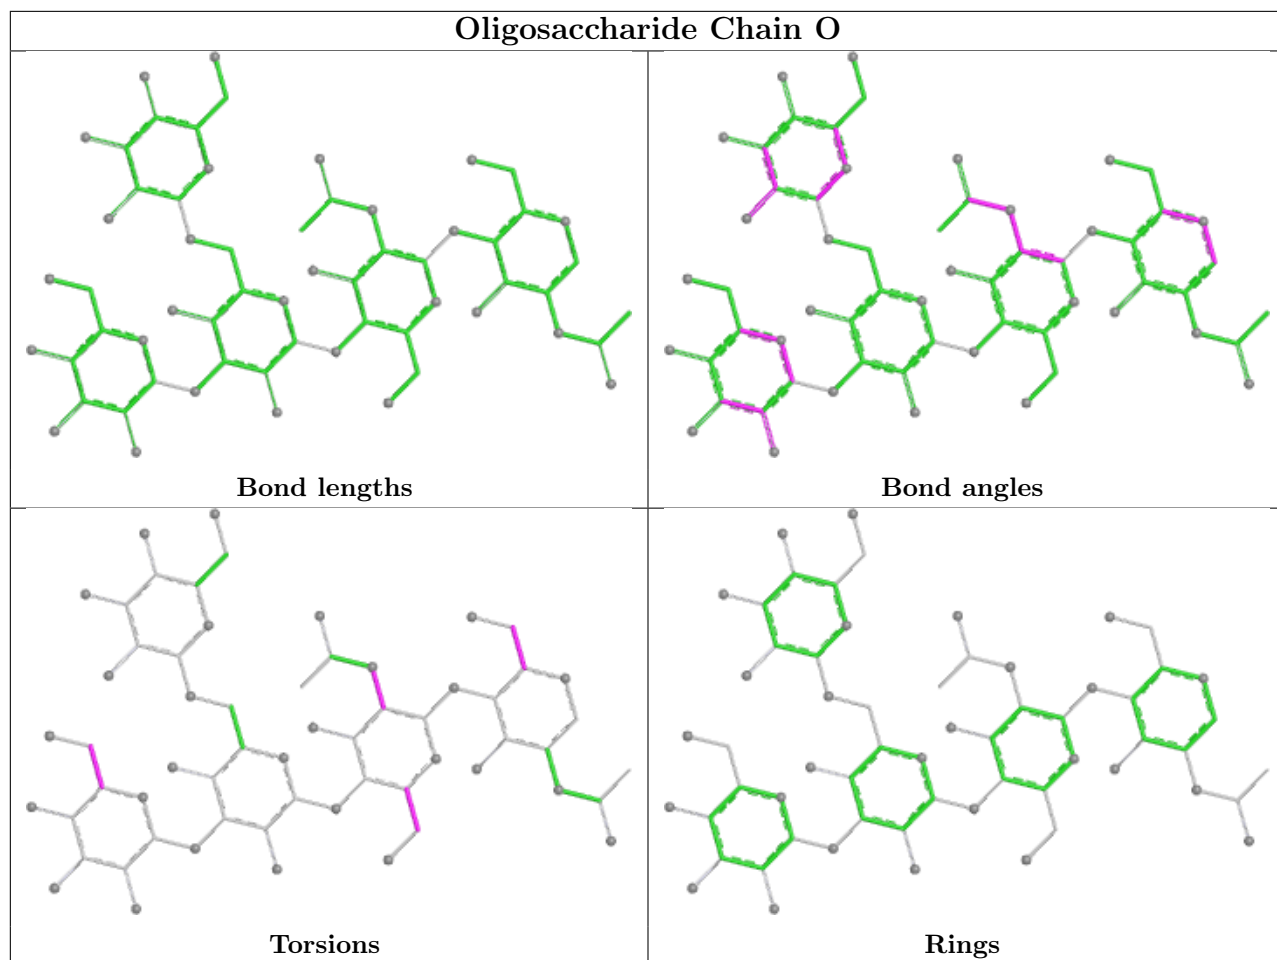 Oligosaccharide Chain O
Bond lengths
Bond angles
Torsions
Rings